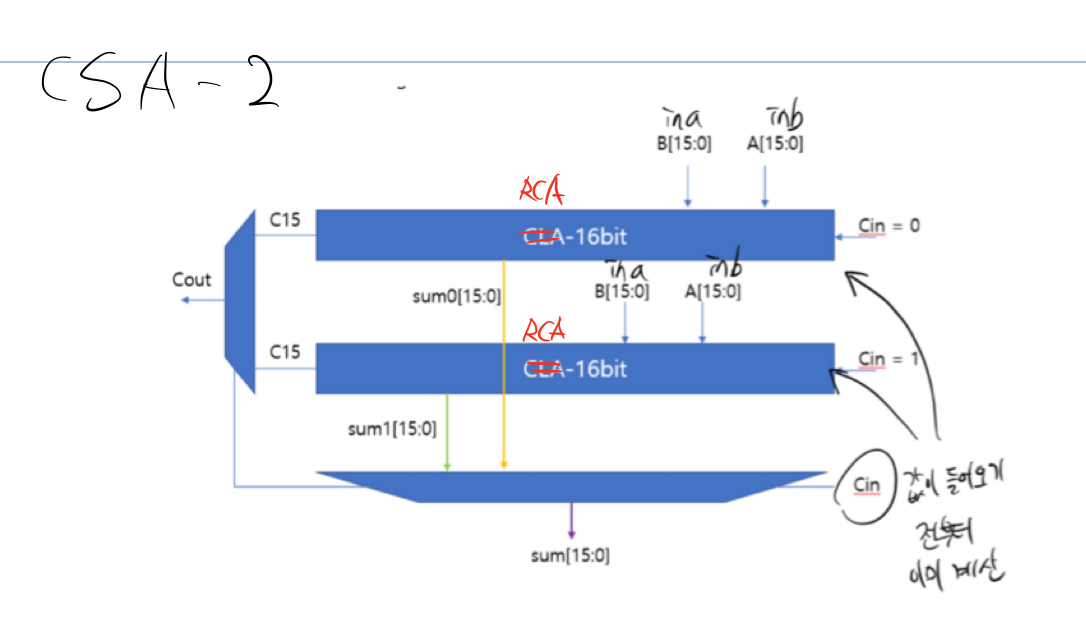 CSA-2
ina inb
B[15:0] A[15:0]
RCA
C15
CLA-16bit
Cin = 0
ina inb
Cout
sum0[15:0]
B[15:0] A[15:0]
RCA
C15
CLA-16bit
Cin = 1
sum1[15:0]
Cin 값이 들어오기
전부터
이미 계산
sum[15:0]